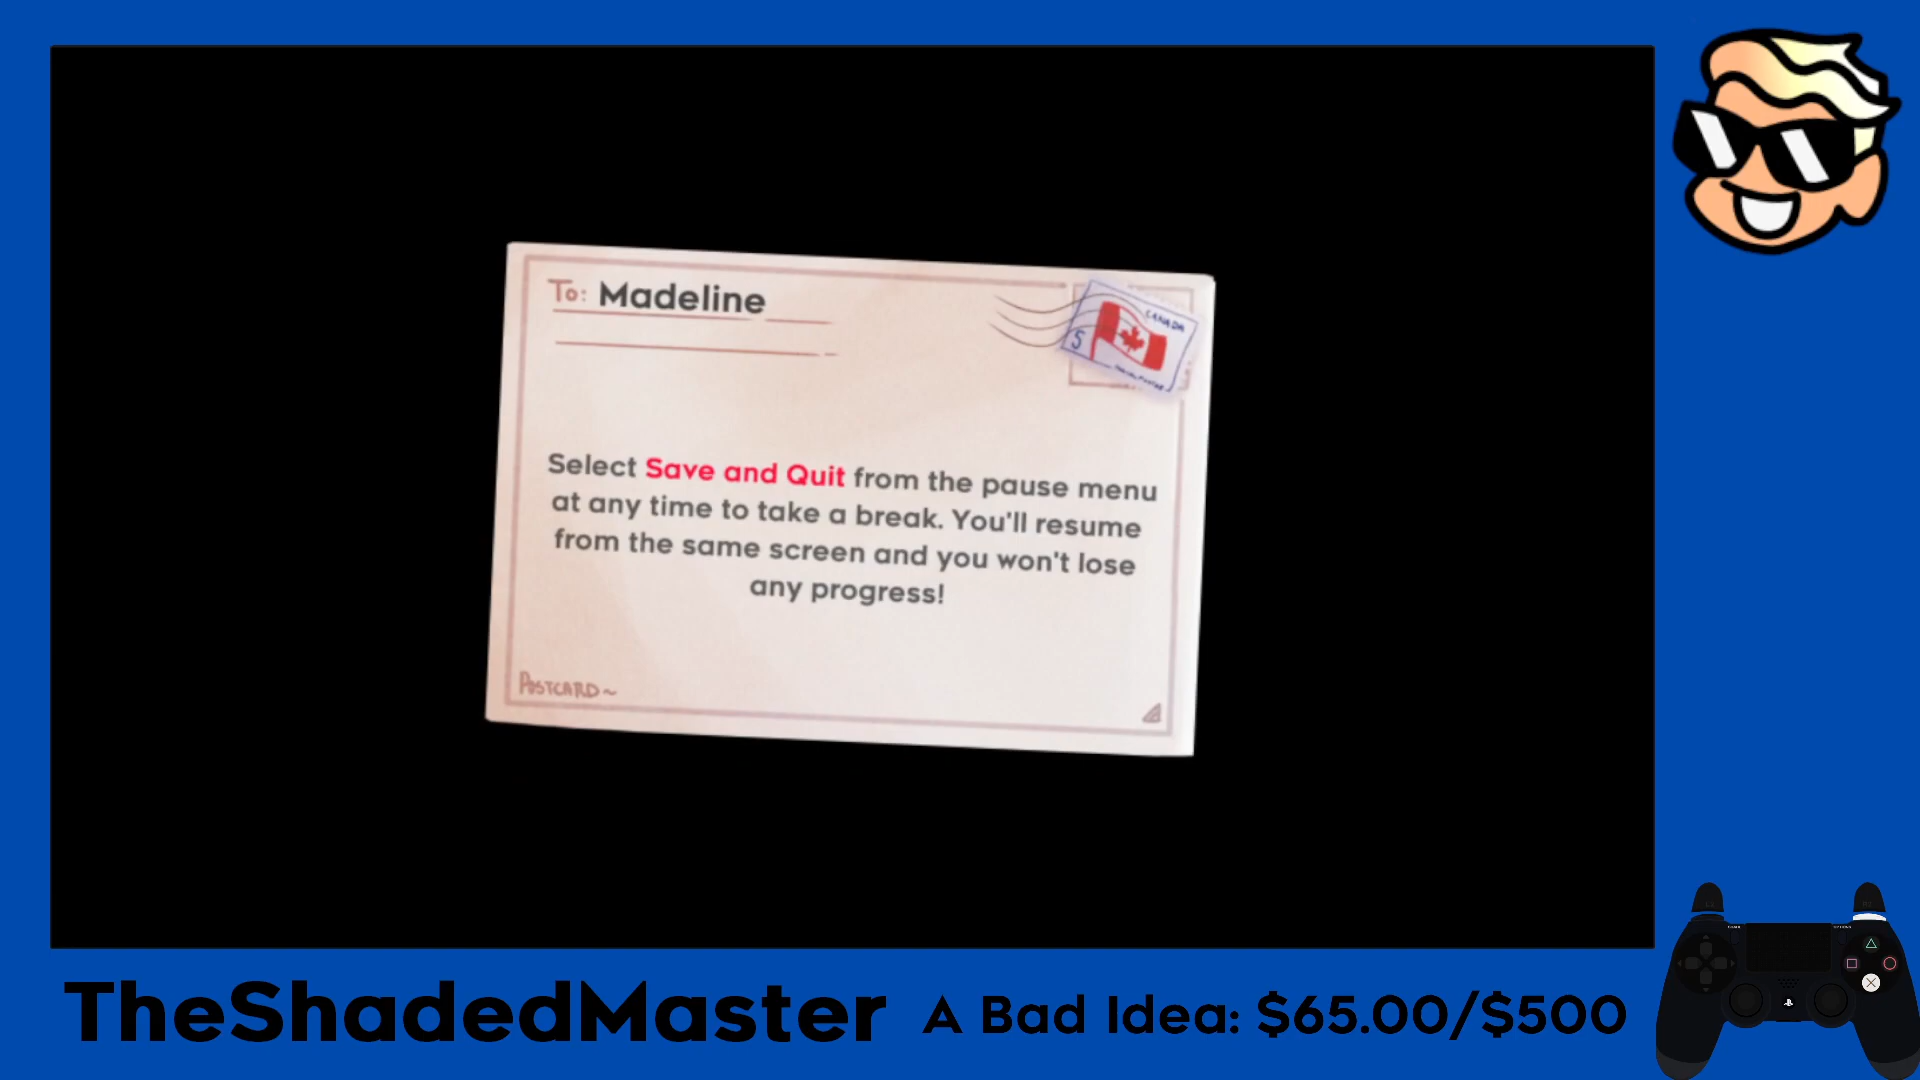 To: Madeline
CANADA
5
Select Save and Quit from the pause menu
at any time to take a break. You'll resume
from the same screen and you won't lose
any progress!
POSTCARD~
TheShadedMaster
A Bad Idea: $65.00/$500